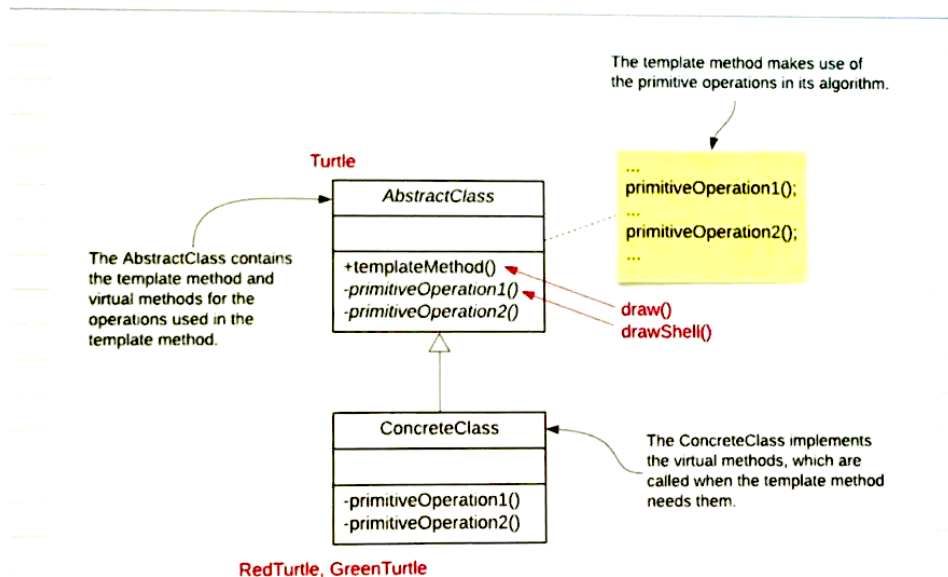 The template method makes use of
the primitive operations in its algorithm.
Turtle
AbstractClass
...
primitiveOperation1();
...
primitiveOperation2();
...
The AbstractClass contains
the template method and
virtual methods for the
operations used in the
template method.
+templateMethod()
-primitiveOperation1()
-primitiveOperation2()
draw()
drawShell()
ConcreteClass
-primitiveOperation1()
-primitiveOperation2()
The ConcreteClass implements
the virtual methods, which are
called when the template method
needs them.
RedTurtle, GreenTurtle